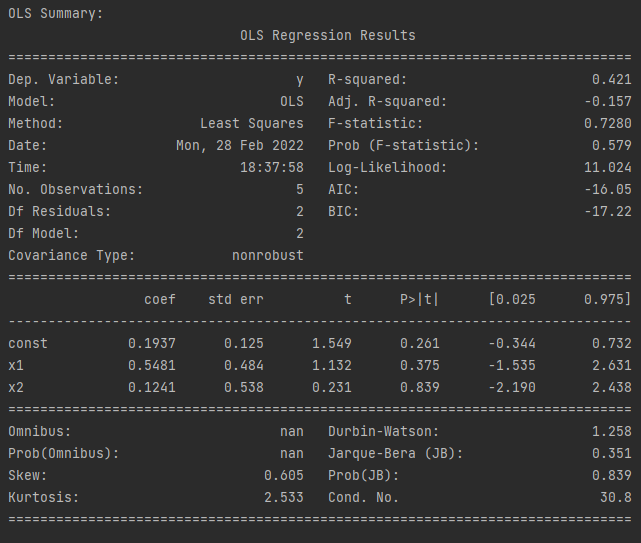 OLS Summary:
                            OLS Regression Results
==============================================================================
Dep. Variable:                      y   R-squared:                       0.421
Model:                            OLS   Adj. R-squared:                 -0.157
Method:                 Least Squares   F-statistic:                    0.7280
Date:                Mon, 28 Feb 2022   Prob (F-statistic):              0.579
Time:                        18:37:58   Log-Likelihood:                 11.024
No. Observations:                   5   AIC:                            -16.05
Df Residuals:                       2   BIC:                            -17.22
Df Model:                           2
Covariance Type:            nonrobust
==============================================================================
                 coef    std err          t      P>|t|      [0.025      0.975]
------------------------------------------------------------------------------
const          0.1937      0.125      1.549      0.261      -0.344       0.732
x1             0.5481      0.484      1.132      0.375      -1.535       2.631
x2             0.1241      0.538      0.231      0.839      -2.190       2.438
==============================================================================
Omnibus:                          nan   Durbin-Watson:                   1.258
Prob(Omnibus):                    nan   Jarque-Bera (JB):                0.351
Skew:                           0.605   Prob(JB):                        0.839
Kurtosis:                       2.533   Cond. No.                         30.8
==============================================================================